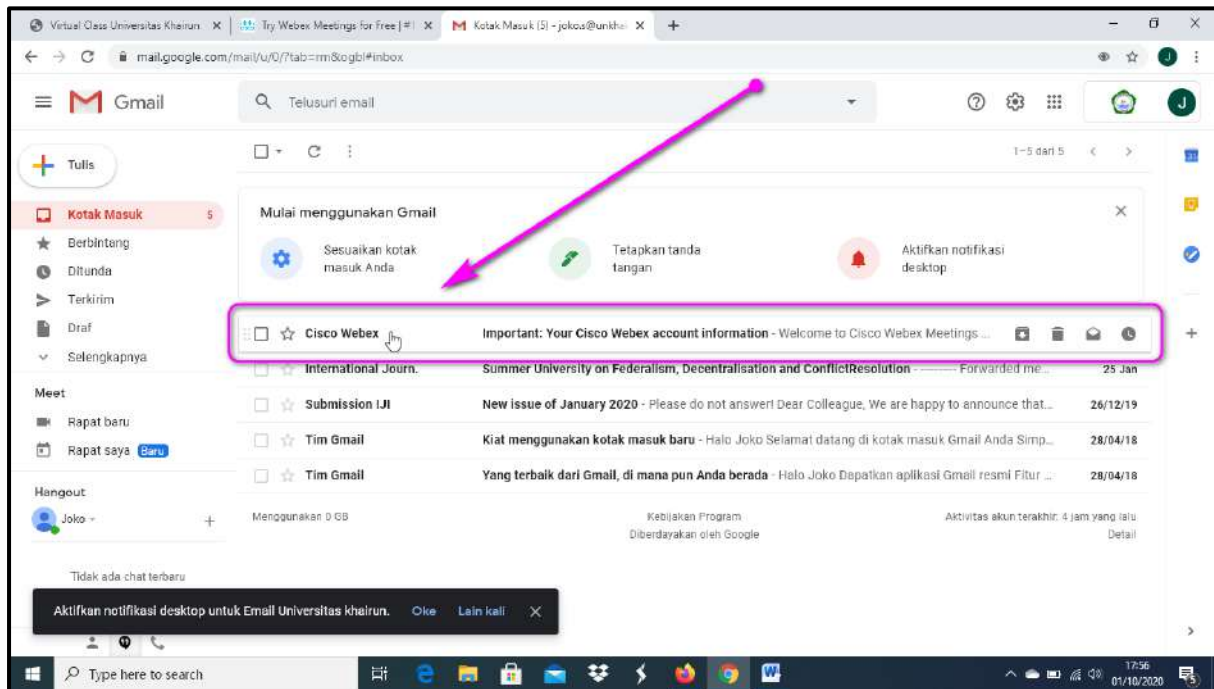 Virtual Class Universitas Khairun
Try Webex Meetings for Free | #1
Kotak Masuk (5) - joko.s@unkhai
mail.google.com/mail/u/0/?tab=rm&ogbl#inbox
J
Gmail
Telusuri email
J
Tulis
1–5 dari 5
31
Kotak Masuk 5
Berbintang
Ditunda
Terkirim
Draf
Selengkapnya
Meet
Rapat baru
Rapat saya Baru
Hangout
Joko
Tidak ada chat terbaru
Mulai menggunakan Gmail
Sesuaikan kotak
masuk Anda
Tetapkan tanda
tangan
Aktifkan notifikasi
desktop
Cisco Webex Important: Your Cisco Webex account information - Welcome to Cisco Webex Meetings ...
International Journ. Summer University on Federalism, Decentralisation and ConflictResolution - ---------- Forwarded me... 25 Jan
Submission IJI New issue of January 2020 - Please do not answer! Dear Colleague, We are happy to announce that... 26/12/19
Tim Gmail Kiat menggunakan kotak masuk baru - Halo Joko Selamat datang di kotak masuk Gmail Anda Simp... 28/04/18
Tim Gmail Yang terbaik dari Gmail, di mana pun Anda berada - Halo Joko Dapatkan aplikasi Gmail resmi Fitur ... 28/04/18
Menggunakan 0 GB
Kebijakan Program
Diberdayakan oleh Google
Aktivitas akun terakhir: 4 jam yang lalu
Detail
Aktifkan notifikasi desktop untuk Email Universitas khairun. Oke Lain kali
Type here to search
17:56
01/10/2020